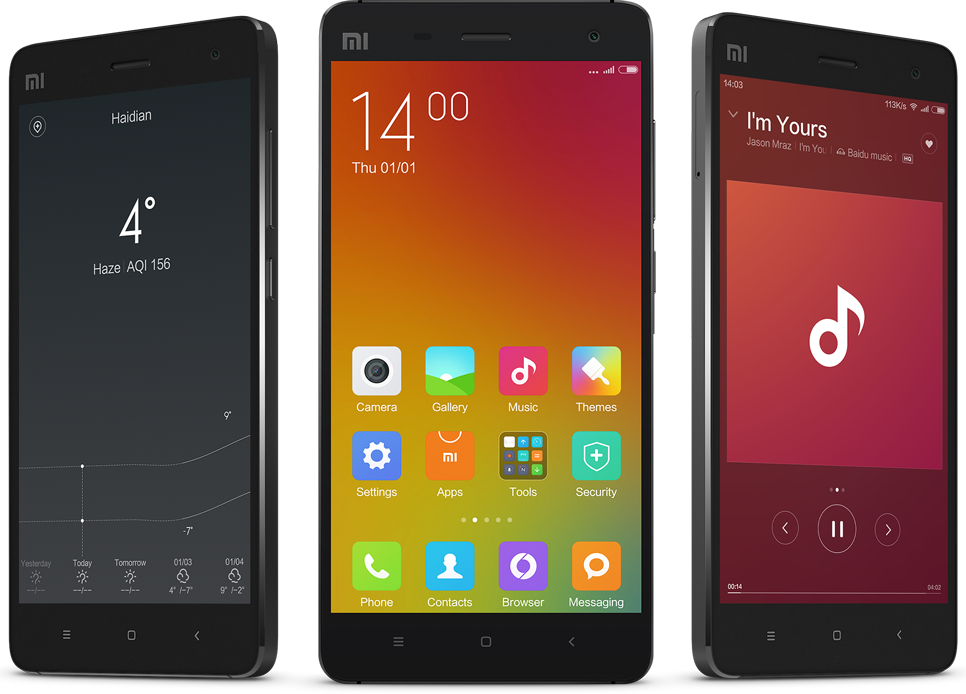 mi
Haidian
4°
Haze | AQI 156
9°
-7°
Yesterday Today Tomorrow 01/03 01/04
--/-- --/-- --/-- 4° /-7° 9° /-2°
mi
14 00
Thu 01/01
Camera Gallery Music Themes
mi
Settings Apps Tools Security
Phone Contacts Browser Messaging
mi
14:03
113K/s
I'm Yours
Jason Mraz | I'm You | Baidu music | HQ
00:14 04:02